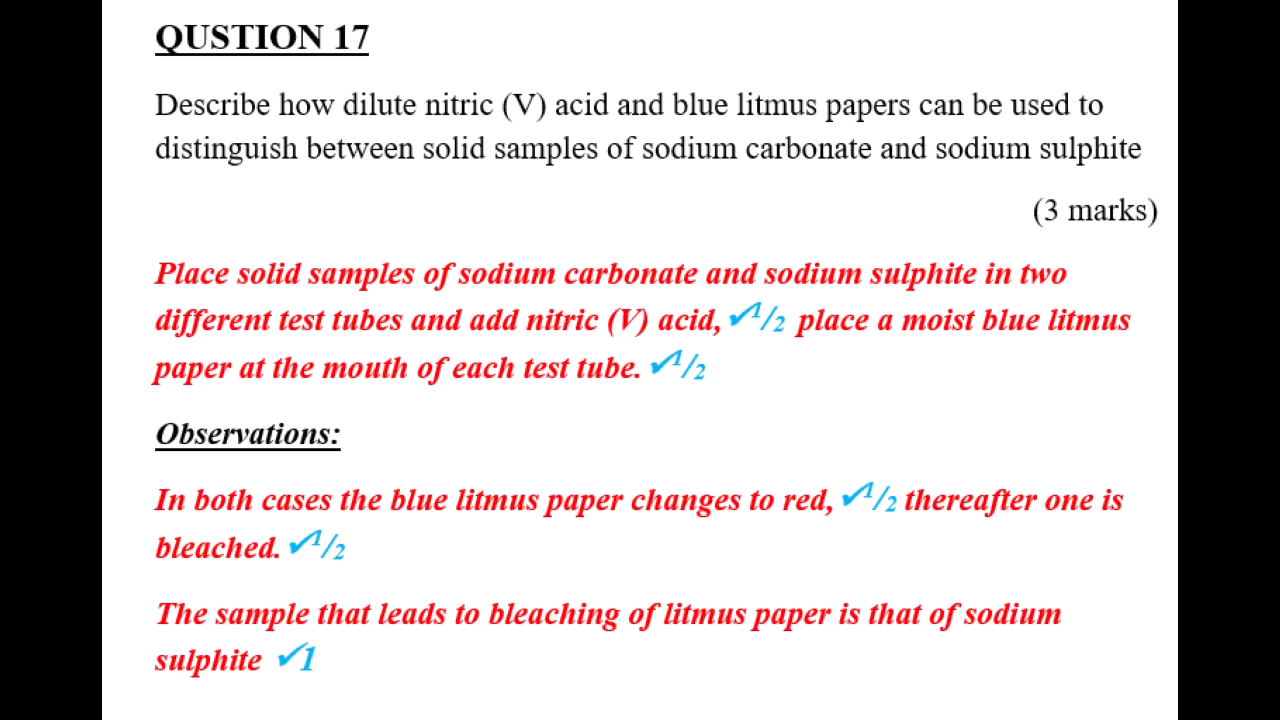 QUSTION 17
Describe how dilute nitric (V) acid and blue litmus papers can be used to
distinguish between solid samples of sodium carbonate and sodium sulphite
(3 marks)
Place solid samples of sodium carbonate and sodium sulphite in two
different test tubes and add nitric (V) acid, ✓1/2 place a moist blue litmus
paper at the mouth of each test tube. ✓1/2
Observations:
In both cases the blue litmus paper changes to red, ✓1/2 thereafter one is
bleached. ✓1/2
The sample that leads to bleaching of litmus paper is that of sodium
sulphite ✓1